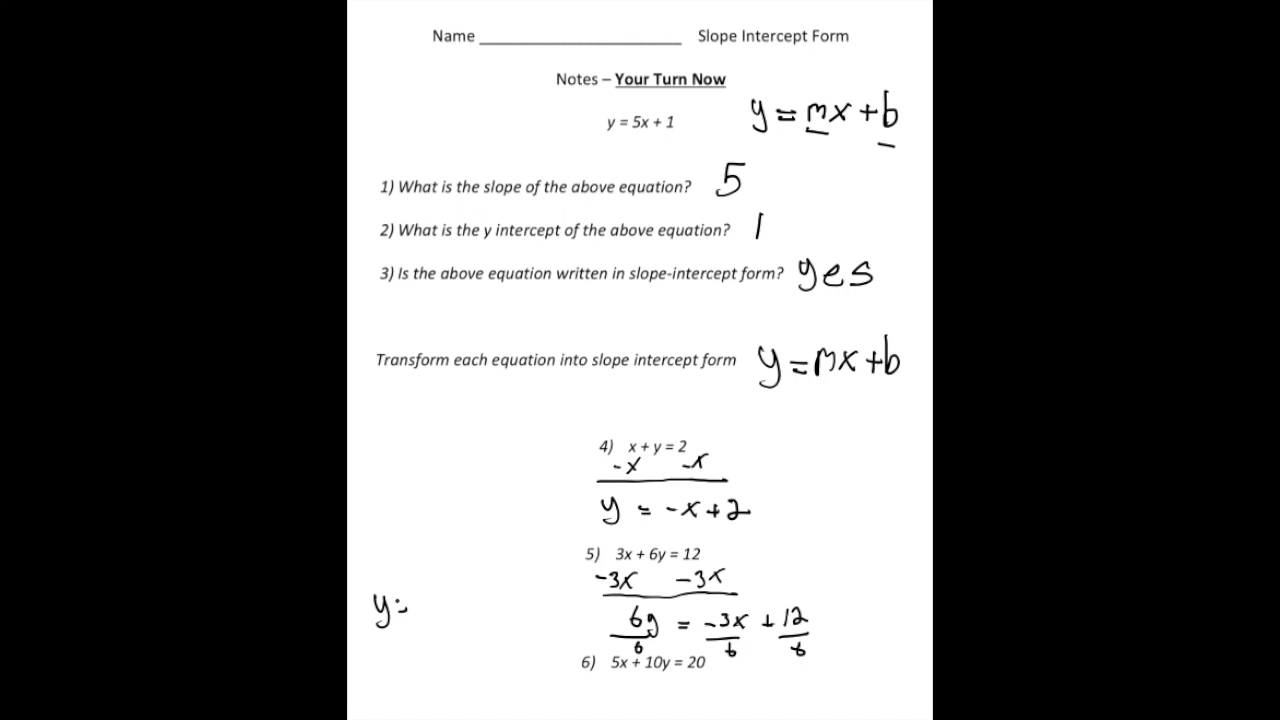 Name ______________________ Slope Intercept Form
Notes – Your Turn Now
y = mx + b
y = 5x + 1
1) What is the slope of the above equation? 5
2) What is the y intercept of the above equation? 1
3) Is the above equation written in slope-intercept form? yes
Transform each equation into slope intercept form y = mx + b
4) x + y = 2
-x -x
y = -x + 2
5) 3x + 6y = 12
-3x -3x
y= 6y = -3x + 12
6 6 6
6) 5x + 10y = 20